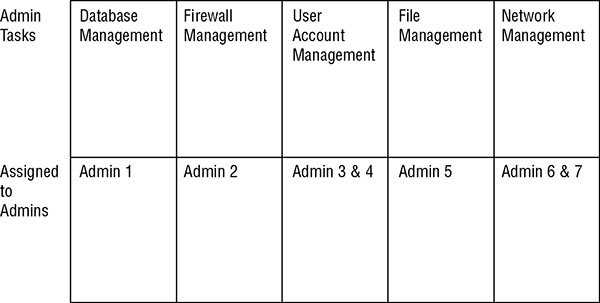 Admin
Tasks
Database
Management
Firewall
Management
User
Account
Management
File
Management
Network
Management
Assigned
to
Admins
Admin 1
Admin 2
Admin 3 & 4
Admin 5
Admin 6 & 7